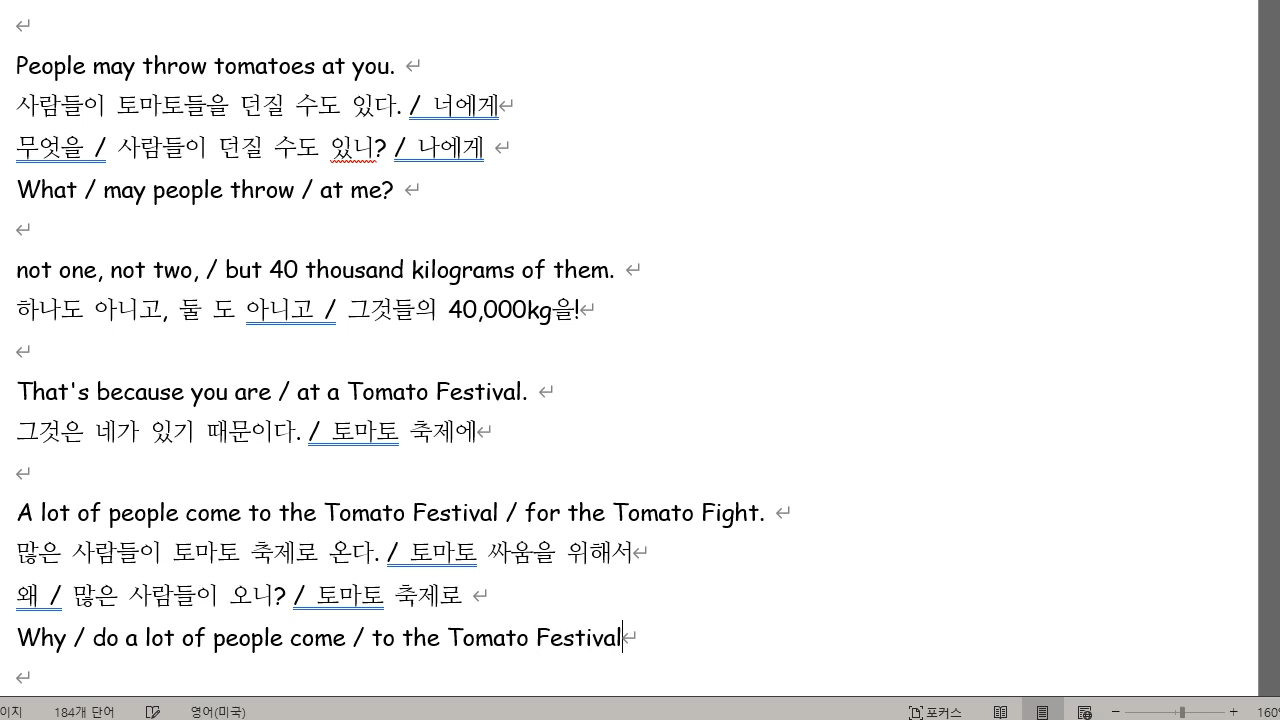 People may throw tomatoes at you.
사람들이 토마토들을 던질 수도 있다. / 너에게
무엇을 / 사람들이 던질 수도 있니? / 나에게
What / may people throw / at me?
not one, not two, / but 40 thousand kilograms of them.
하나도 아니고, 둘 도 아니고 / 그것들의 40,000kg을!
That's because you are / at a Tomato Festival.
그것은 네가 있기 때문이다. / 토마토 축제에
A lot of people come to the Tomato Festival / for the Tomato Fight.
많은 사람들이 토마토 축제로 온다. / 토마토 싸움을 위해서
왜 / 많은 사람들이 오니? / 토마토 축제로
Why / do a lot of people come / to the Tomato Festival
이지 184개 단어 영어(미국) 포커스 160